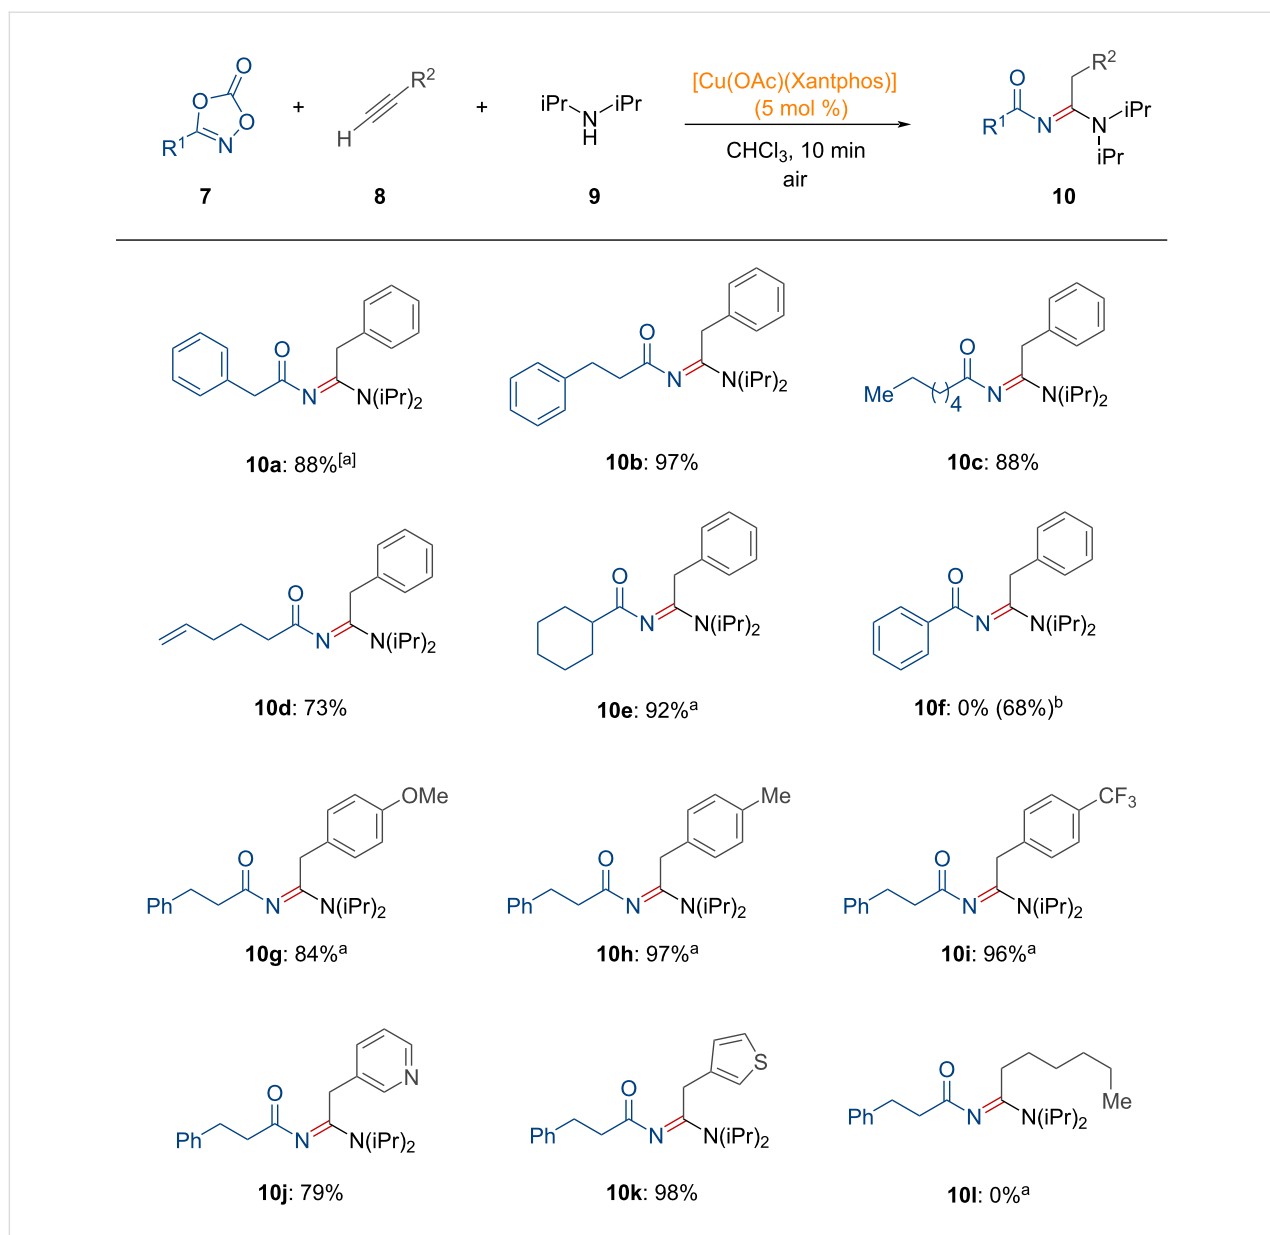 O
O
O
N
R¹
7
+
H
R²
8
+
iPr
iPr
N
H
9
[Cu(OAc)(Xantphos)]
(5 mol %)
CHCl₃, 10 min
air
O
R¹
N
R²
N
iPr
iPr
10
O
N
N(iPr)₂
10a: 88%[a]
O
N
N(iPr)₂
10b: 97%
Me
( )4
O
N
N(iPr)₂
10c: 88%
O
N
N(iPr)₂
10d: 73%
O
N
N(iPr)₂
10e: 92%ᵃ
O
N
N(iPr)₂
10f: 0% (68%)ᵇ
OMe
O
Ph
N
N(iPr)₂
10g: 84%ᵃ
Me
O
Ph
N
N(iPr)₂
10h: 97%ᵃ
CF₃
O
Ph
N
N(iPr)₂
10i: 96%ᵃ
N
O
Ph
N
N(iPr)₂
10j: 79%
S
O
Ph
N
N(iPr)₂
10k: 98%
O
Me
Ph
N
N(iPr)₂
10l: 0%ᵃ